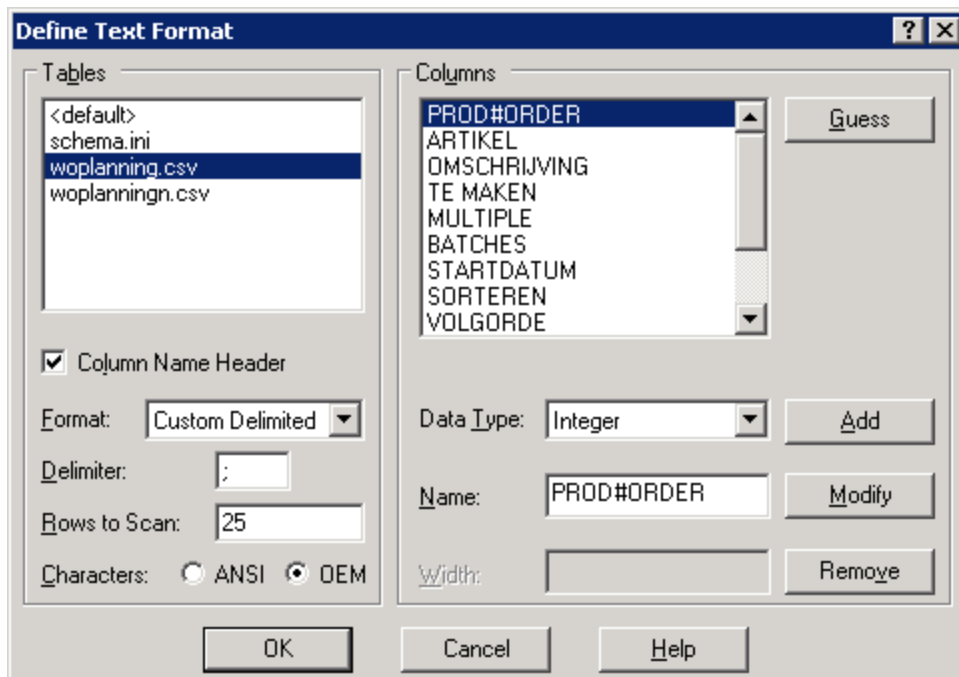 Define Text Format
Tables
<default>
schema.ini
woplanning.csv
woplanningn.csv
Column Name Header
Format: Custom Delimited
Delimiter: ;
Rows to Scan: 25
Characters: ANSI OEM
Columns
PROD#ORDER
ARTIKEL
OMSCHRIJVING
TE MAKEN
MULTIPLE
BATCHES
STARTDATUM
SORTEREN
VOLGORDE
Guess
Data Type: Integer
Add
Name: PROD#ORDER
Modify
Width:
Remove
OK Cancel Help